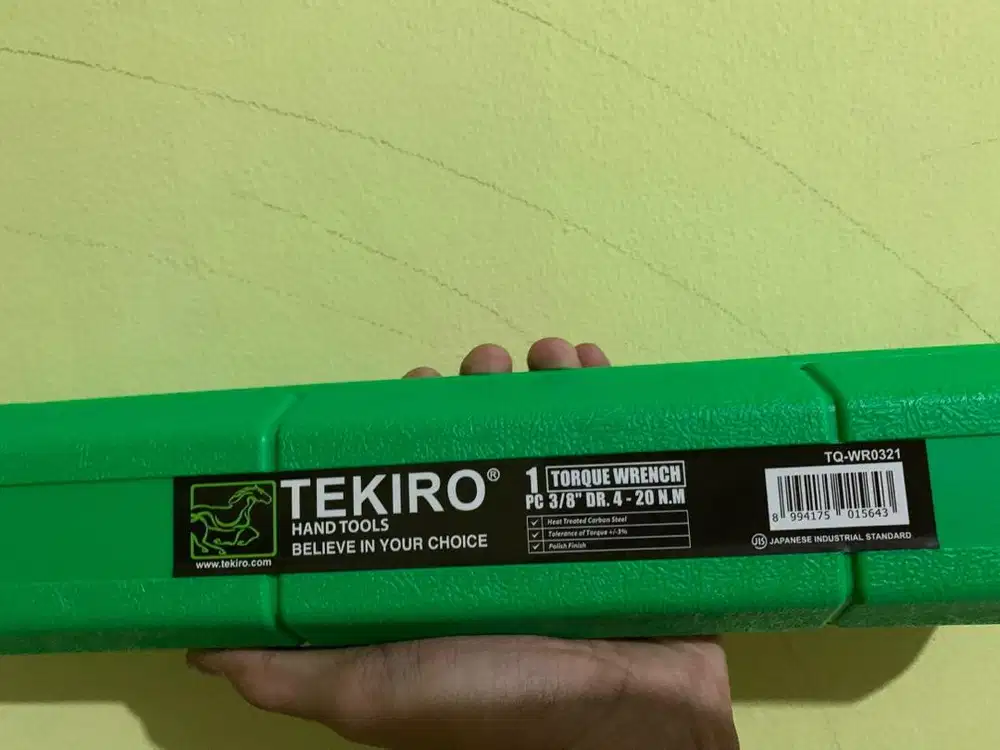 TEKIRO®
HAND TOOLS
BELIEVE IN YOUR CHOICE
www.tekiro.com
1 PC TORQUE WRENCH
3/8" DR. 4 - 20 N.M
Heat Treated Carbon Steel
Tolerance of Torque +/-3%
Polish Finish
TQ-WR0321
8 994175 015643
JIS JAPANESE INDUSTRIAL STANDARD